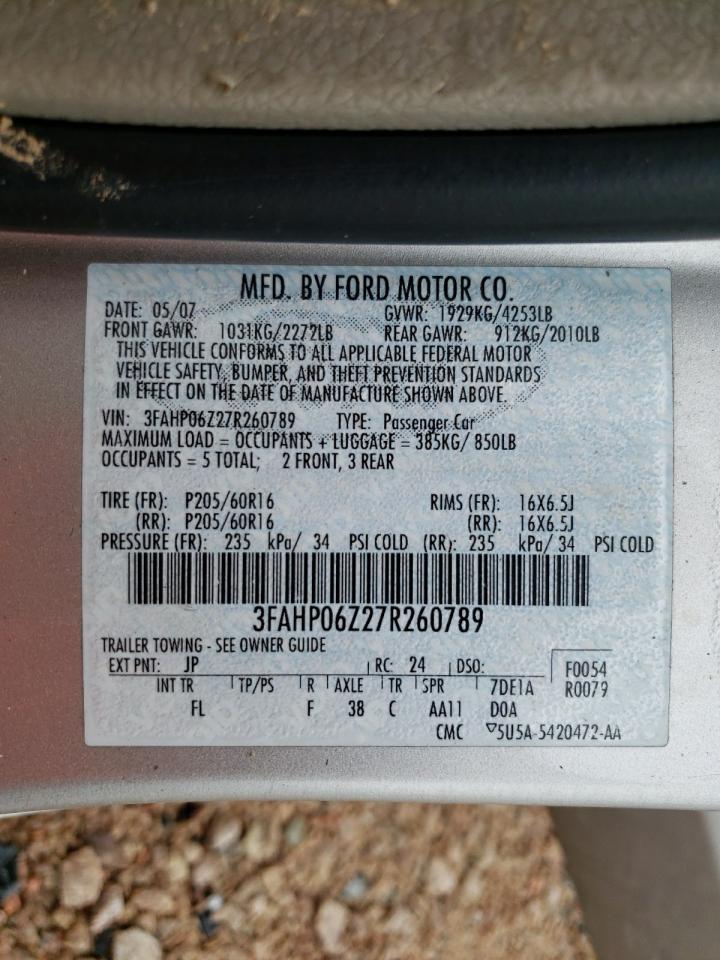 MFD. BY FORD MOTOR CO.
DATE: 05/07 GVWR: 1929KG/4253LB
FRONT GAWR: 1031KG/2272LB REAR GAWR: 912KG/2010LB
THIS VEHICLE CONFORMS TO ALL APPLICABLE FEDERAL MOTOR
VEHICLE SAFETY, BUMPER, AND THEFT PREVENTION STANDARDS
IN EFFECT ON THE DATE OF MANUFACTURE SHOWN ABOVE.
VIN: 3FAHP06Z27R260789 TYPE: Passenger Car
MAXIMUM LOAD = OCCUPANTS + LUGGAGE = 385KG/ 850LB
OCCUPANTS = 5 TOTAL; 2 FRONT, 3 REAR
TIRE (FR): P205/60R16 RIMS (FR): 16X6.5J
(RR): P205/60R16 (RR): 16X6.5J
PRESSURE (FR): 235 kPa/ 34 PSI COLD (RR): 235 kPa/ 34 PSI COLD
3FAHP06Z27R260789
TRAILER TOWING - SEE OWNER GUIDE
EXT PNT: JP RC: 24 DSO: F0054
INT TR TP/PS R AXLE TR SPR 7DE1A R0079
FL F 38 C AA11 DOA
CMC ▽5U5A-5420472-AA